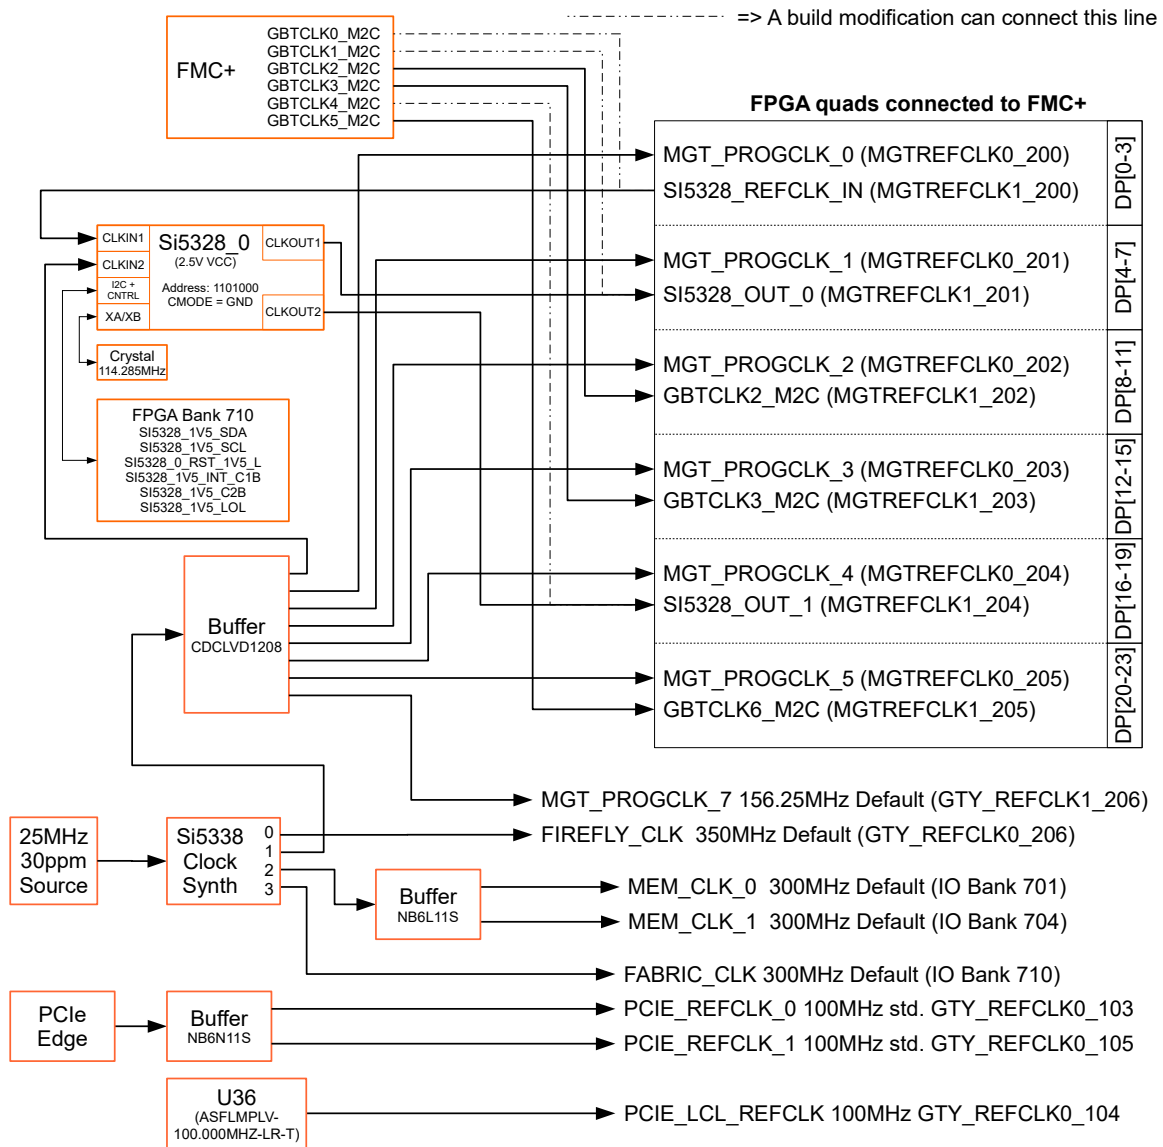 => A build modification can connect this line
FMC+
GBTCLK0_M2C
GBTCLK1_M2C
GBTCLK2_M2C
GBTCLK3_M2C
GBTCLK4_M2C
GBTCLK5_M2C
FPGA quads connected to FMC+
MGT_PROGCLK_0 (MGTREFCLK0_200)
SI5328_REFCLK_IN (MGTREFCLK1_200)
DP[0-3]
MGT_PROGCLK_1 (MGTREFCLK0_201)
SI5328_OUT_0 (MGTREFCLK1_201)
DP[4-7]
MGT_PROGCLK_2 (MGTREFCLK0_202)
GBTCLK2_M2C (MGTREFCLK1_202)
DP[8-11]
MGT_PROGCLK_3 (MGTREFCLK0_203)
GBTCLK3_M2C (MGTREFCLK1_203)
DP[12-15]
MGT_PROGCLK_4 (MGTREFCLK0_204)
SI5328_OUT_1 (MGTREFCLK1_204)
DP[16-19]
MGT_PROGCLK_5 (MGTREFCLK0_205)
GBTCLK6_M2C (MGTREFCLK1_205)
DP[20-23]
CLKIN1
CLKIN2
I2C +
CNTRL
XA/XB
Si5328_0
(2.5V VCC)
Address: 1101000
CMODE = GND
CLKOUT1
CLKOUT2
Crystal
114.285MHz
FPGA Bank 710
SI5328_1V5_SDA
SI5328_1V5_SCL
SI5328_0_RST_1V5_L
SI5328_1V5_INT_C1B
SI5328_1V5_C2B
SI5328_1V5_LOL
Buffer
CDCLVD1208
MGT_PROGCLK_7 156.25MHz Default (GTY_REFCLK1_206)
25MHz
30ppm
Source
Si5338
Clock
Synth
0
1
2
3
FIREFLY_CLK 350MHz Default (GTY_REFCLK0_206)
Buffer
NB6L11S
MEM_CLK_0 300MHz Default (IO Bank 701)
MEM_CLK_1 300MHz Default (IO Bank 704)
FABRIC_CLK 300MHz Default (IO Bank 710)
PCIe
Edge
Buffer
NB6N11S
PCIE_REFCLK_0 100MHz std. GTY_REFCLK0_103
PCIE_REFCLK_1 100MHz std. GTY_REFCLK0_105
U36
(ASFLMPLV-
100.000MHZ-LR-T)
PCIE_LCL_REFCLK 100MHz GTY_REFCLK0_104